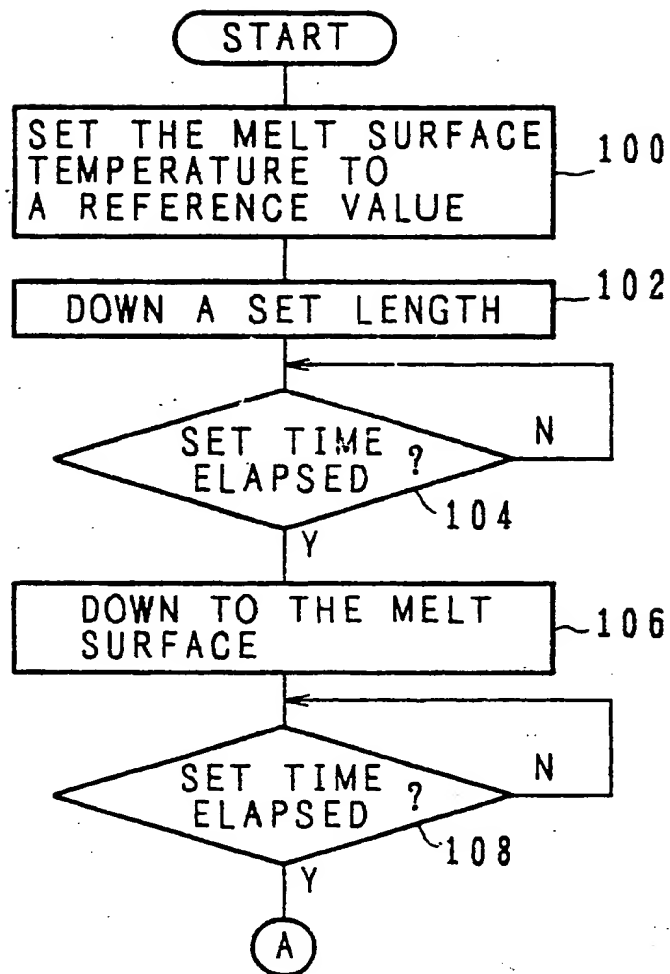 START
SET THE MELT SURFACE
TEMPERATURE TO
A REFERENCE VALUE
100
DOWN A SET LENGTH
102
SET TIME
ELAPSED ?
N
104
Y
DOWN TO THE MELT
SURFACE
106
SET TIME
ELAPSED ?
N
108
Y
A